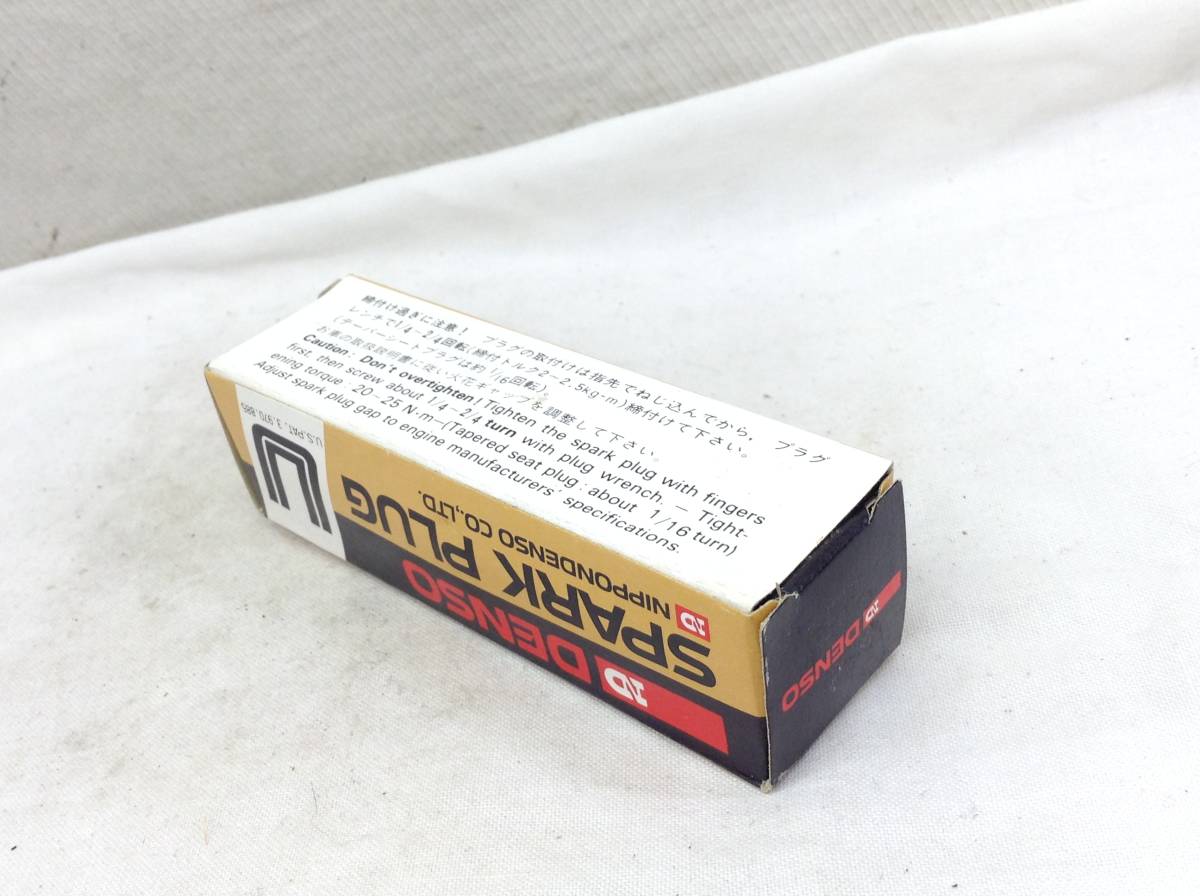 締付け過ぎに注意! プラグの取付けは指先でねじ込んでから、プラグ
レンチで1/4-2/4回転(締付トルク2-2.5kg-m)締付けて下さい。
(テーパーシートプラグは約1/16回転)
お車の取扱説明書に従い火花ギャップを調整して下さい。
Caution: Don't overtighten! Tighten the spark plug with fingers
first, then screw about 1/4-2/4 turn with plug wrench. – Tight-
ening torque: 20-25 N·m—(Tapered seat plug: about 1/16 turn)
Adjust spark plug gap to engine manufacturers' specifications.
U.S.PAT. 3,970,885
U
ND NIPPONDENSO CO.,LTD.
SPARK PLUG
ND DENSO
ND DENSO